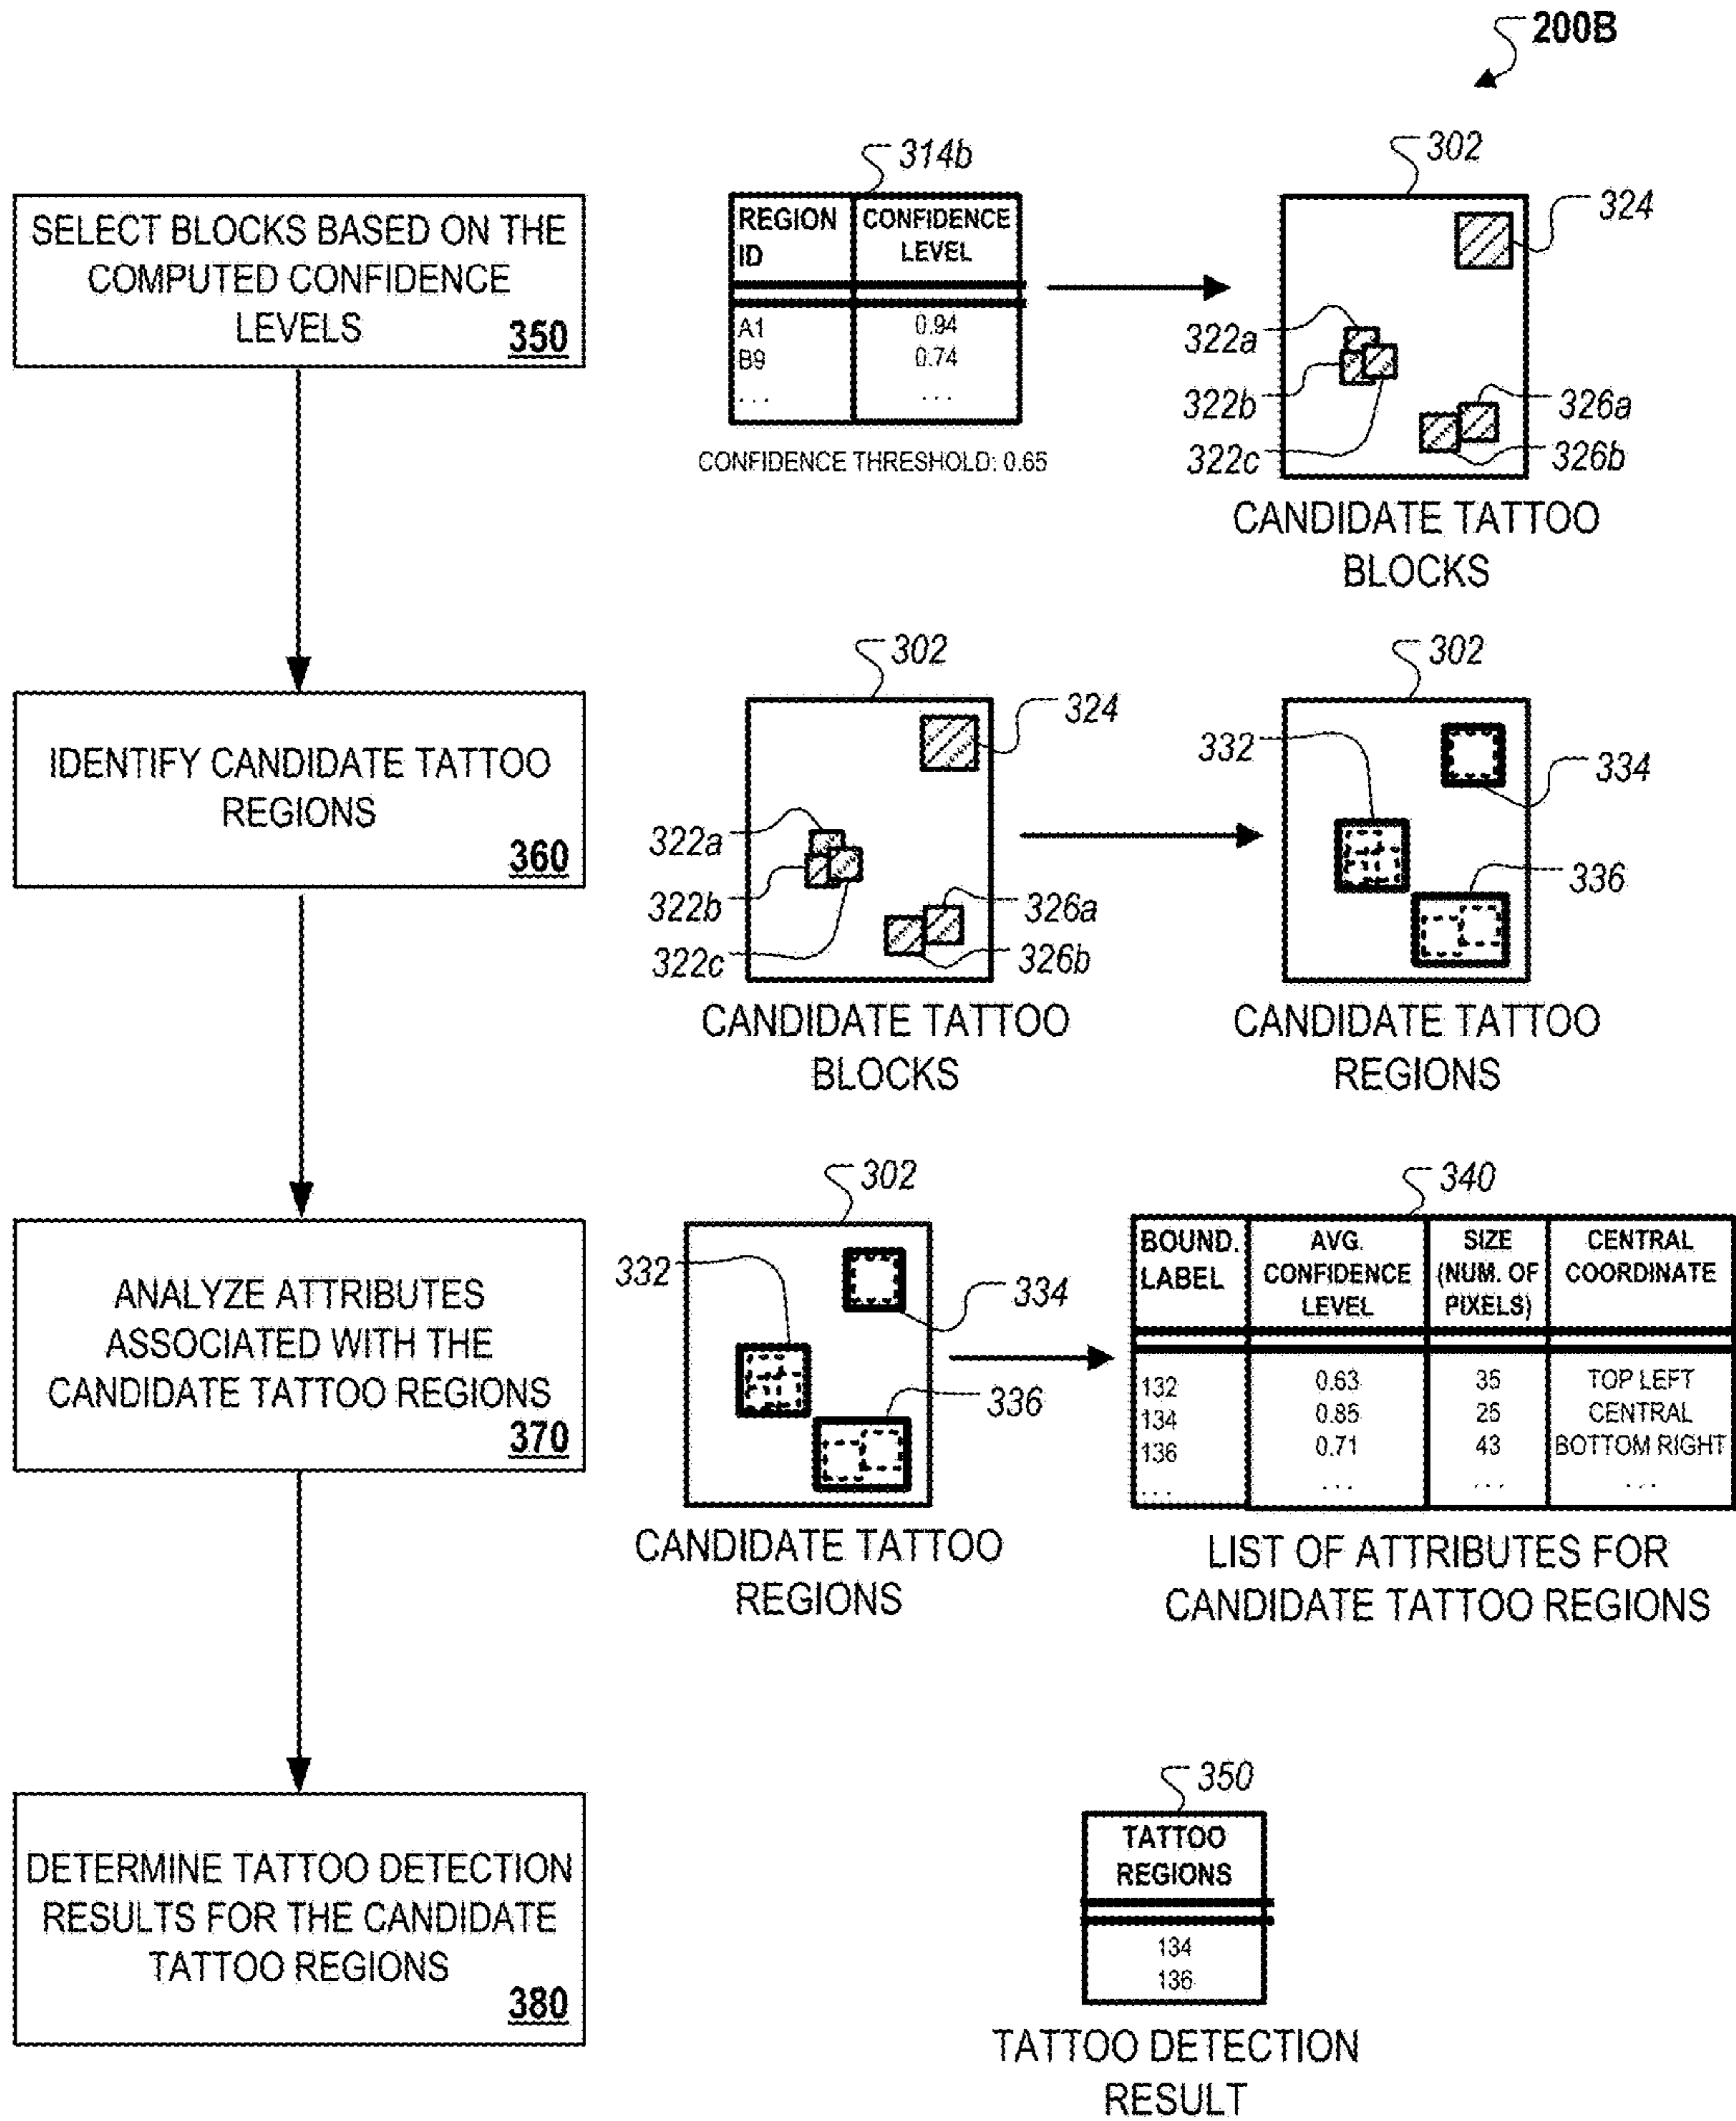 200B
SELECT BLOCKS BASED ON THE
COMPUTED CONFIDENCE
LEVELS
350
314b
REGION
ID
CONFIDENCE
LEVEL
A1 0.94
B9 0.74
... ...
CONFIDENCE THRESHOLD: 0.65
302
324
322a
322b
322c
326a
326b
CANDIDATE TATTOO
BLOCKS
IDENTIFY CANDIDATE TATTOO
REGIONS
360
302
324
322a
322b
322c
326a
326b
CANDIDATE TATTOO
BLOCKS
302
332
334
336
CANDIDATE TATTOO
REGIONS
ANALYZE ATTRIBUTES
ASSOCIATED WITH THE
CANDIDATE TATTOO REGIONS
370
302
332
334
336
CANDIDATE TATTOO
REGIONS
340
BOUND.
LABEL
AVG.
CONFIDENCE
LEVEL
SIZE
(NUM. OF
PIXELS)
CENTRAL
COORDINATE
132 0.63 35 TOP LEFT
134 0.85 25 CENTRAL
136 0.71 43 BOTTOM RIGHT
... ... ... ...
LIST OF ATTRIBUTES FOR
CANDIDATE TATTOO REGIONS
DETERMINE TATTOO DETECTION
RESULTS FOR THE CANDIDATE
TATTOO REGIONS
380
350
TATTOO
REGIONS
134
136
TATTOO DETECTION
RESULT